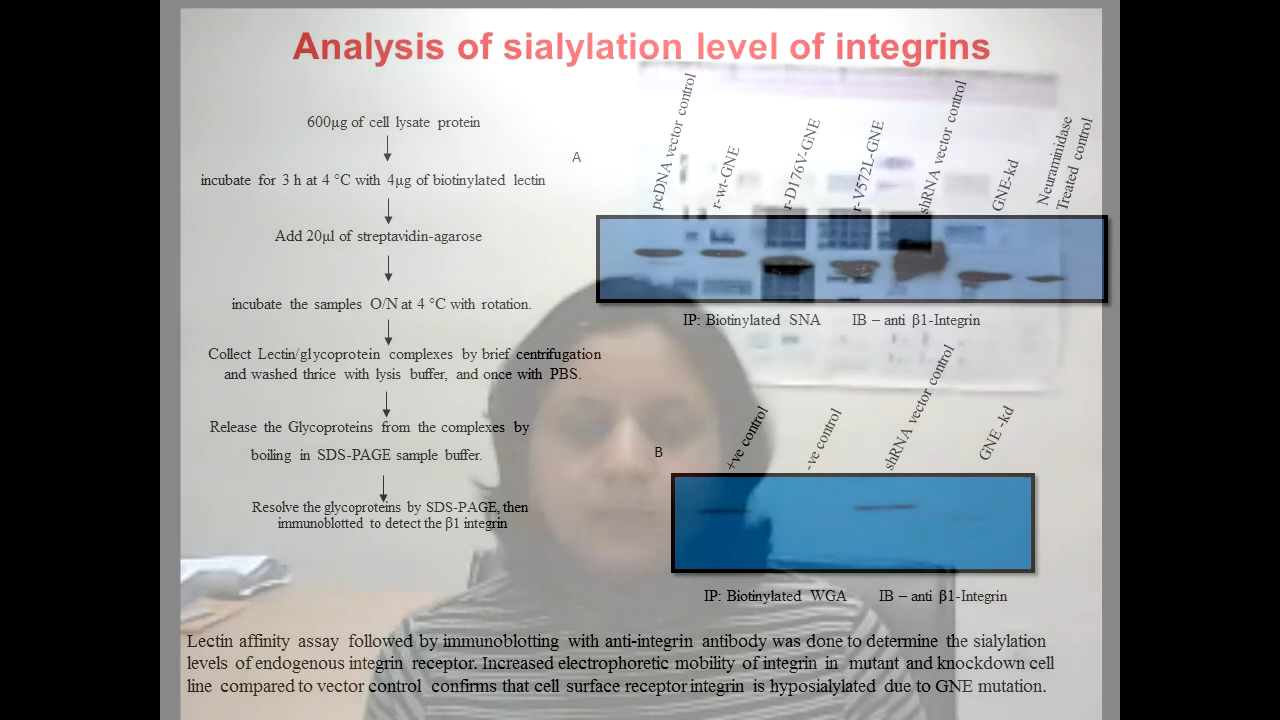 Analysis of sialylation level of integrins
600µg of cell lysate protein
incubate for 3 h at 4 °C with 4µg of biotinylated lectin
Add 20µl of streptavidin-agarose
incubate the samples O/N at 4 °C with rotation.
Collect Lectin/glycoprotein complexes by brief centrifugation
and washed thrice with lysis buffer, and once with PBS.
Release the Glycoproteins from the complexes by
boiling in SDS-PAGE sample buffer.
Resolve the glycoproteins by SDS-PAGE, then
immunoblotted to detect the β1 integrin
A
pcDNA vector control
r-wt-GNE
r-D176V-GNE
r-V572L-GNE
shRNA vector control
GNE-kd
Neuraminidase
Treated control
IP: Biotinylated SNA IB – anti β1-Integrin
B
+ve control
-ve control
shRNA vector control
GNE -kd
IP: Biotinylated WGA IB – anti β1-Integrin
Lectin affinity assay followed by immunoblotting with anti-integrin antibody was done to determine the sialylation
levels of endogenous integrin receptor. Increased electrophoretic mobility of integrin in mutant and knockdown cell
line compared to vector control confirms that cell surface receptor integrin is hyposialylated due to GNE mutation.